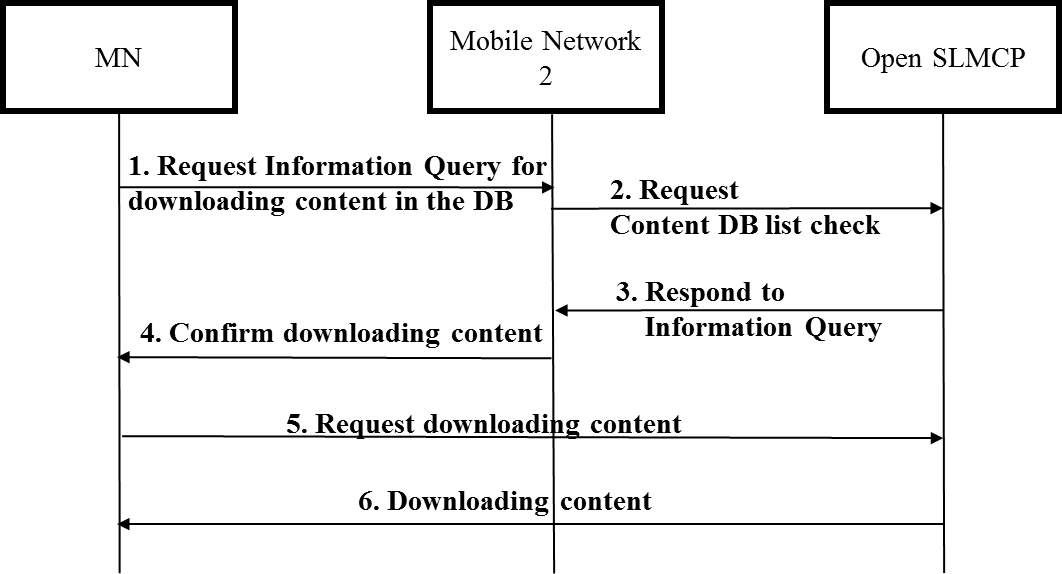 MN
Mobile Network
2
Open SLMCP
1. Request Information Query for
downloading content in the DB
2. Request
Content DB list check
3. Respond to
Information Query
4. Confirm downloading content
5. Request downloading content
6. Downloading content